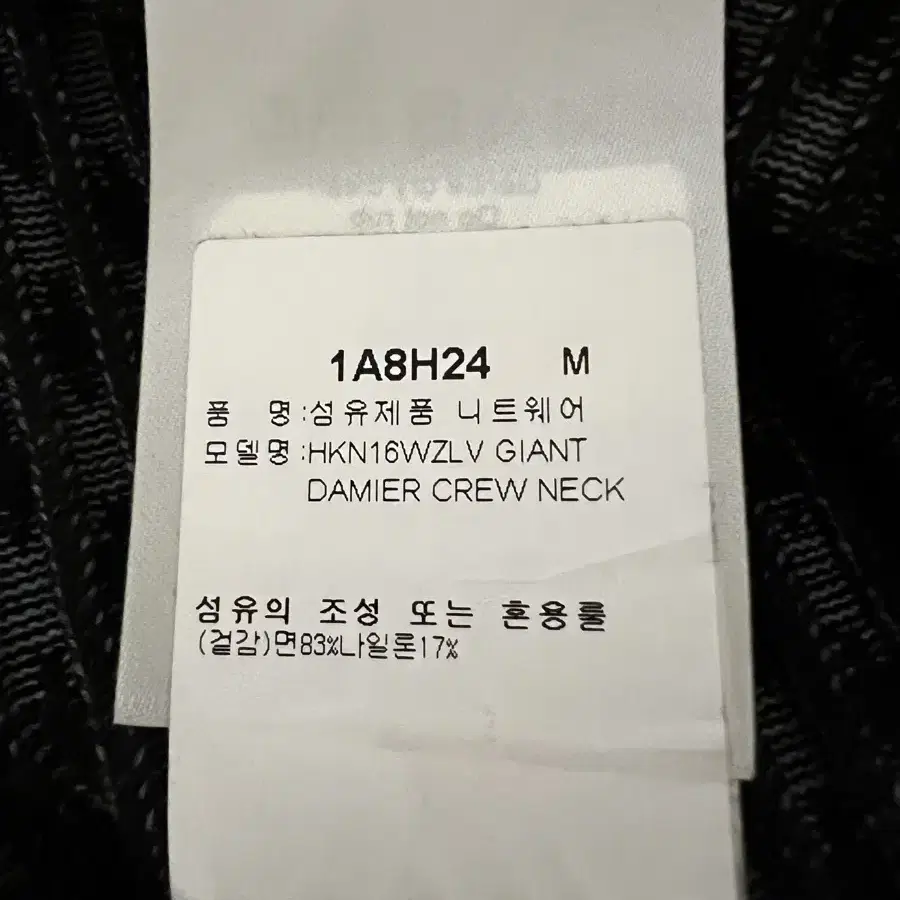 1A8H24 M
품 명:섬유제품 니트웨어
모델명:HKN16WZLV GIANT
DAMIER CREW NECK
섬유의 조성 또는 혼용률
(겉감)면83%나일론17%